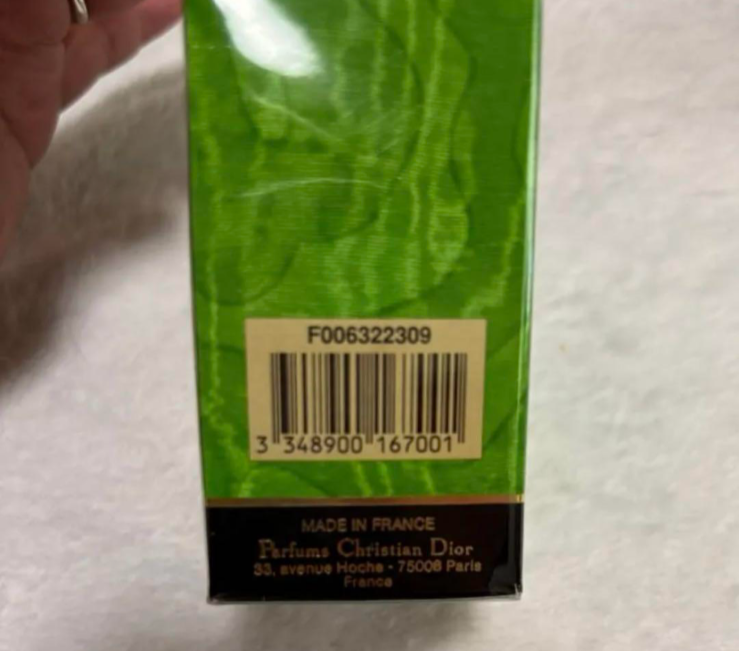 F006322309
3 348900 167001
MADE IN FRANCE
Parfums Christian Dior
33, avenue Hoche - 75008 Paris
France